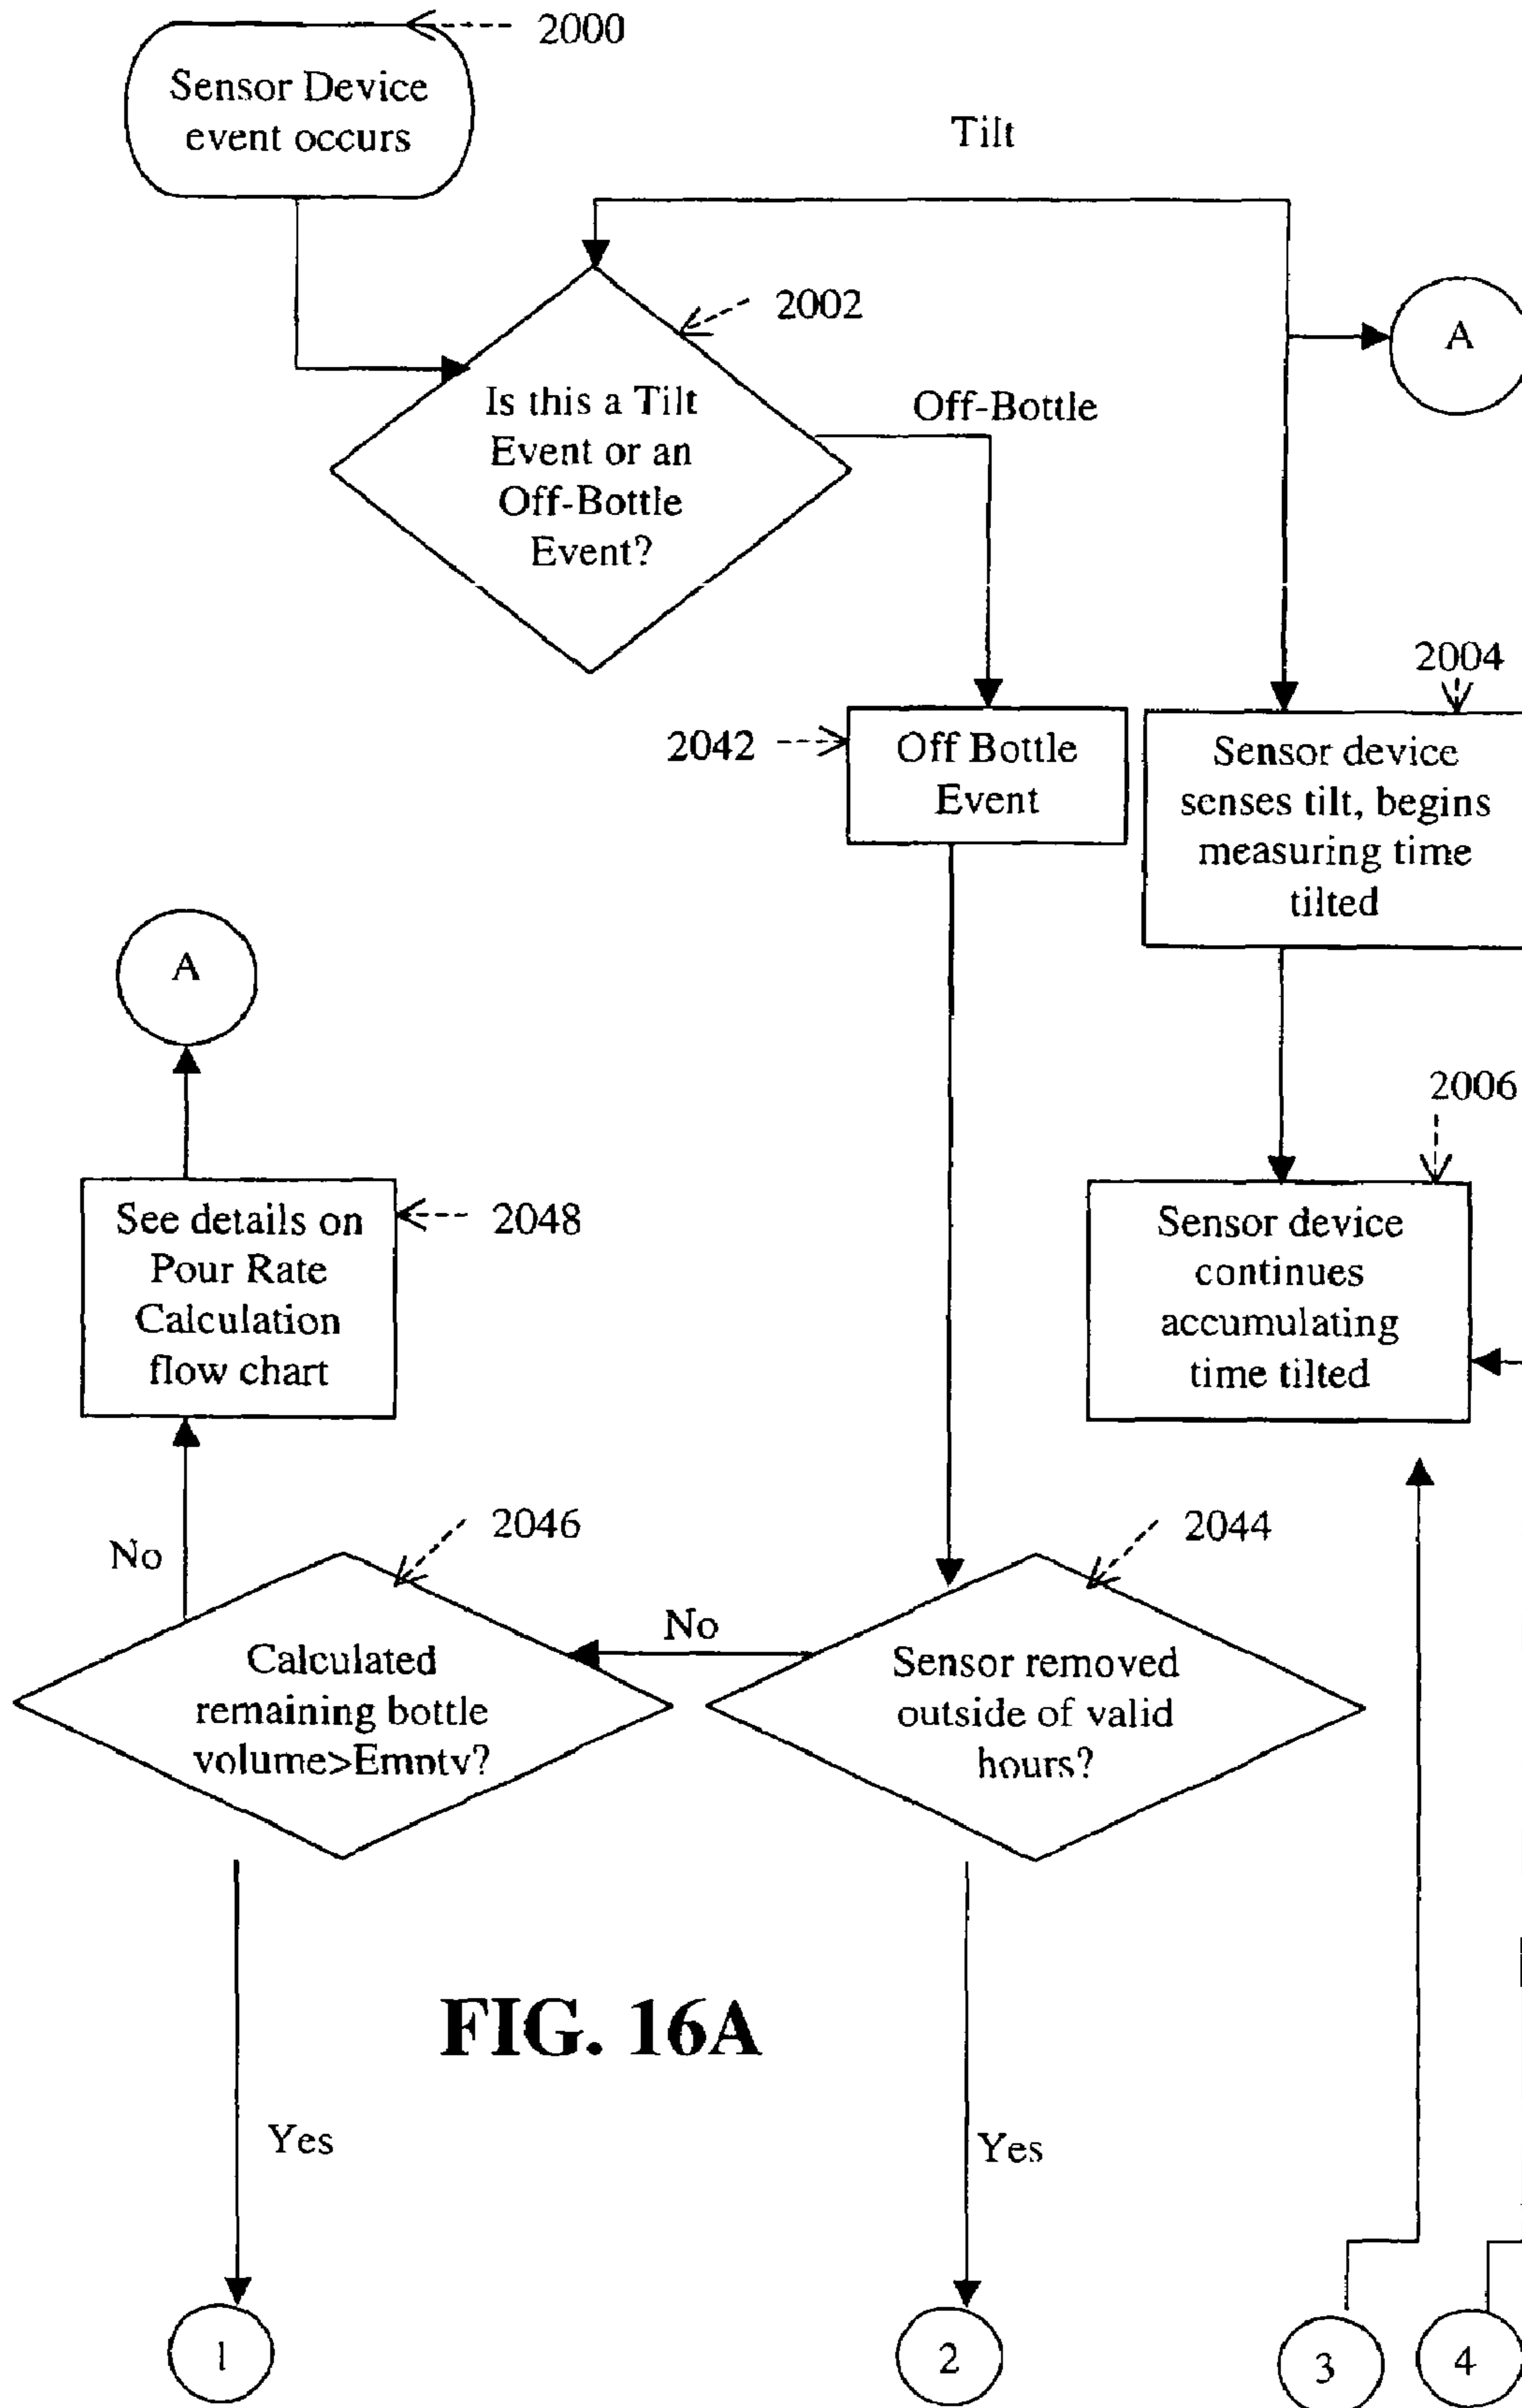 2000
Sensor Device
event occurs
Tilt
2002
A
Is this a Tilt
Event or an
Off-Bottle
Event?
Off-Bottle
2004
2042
Off Bottle
Event
Sensor device
senses tilt, begins
measuring time
tilted
A
2006
See details on
Pour Rate
Calculation
flow chart
2048
Sensor device
continues
accumulating
time tilted
2046
2044
No
No
Calculated
remaining bottle
volume>Emntv?
Sensor removed
outside of valid
hours?
FIG. 16A
Yes
Yes
1
2
3
4